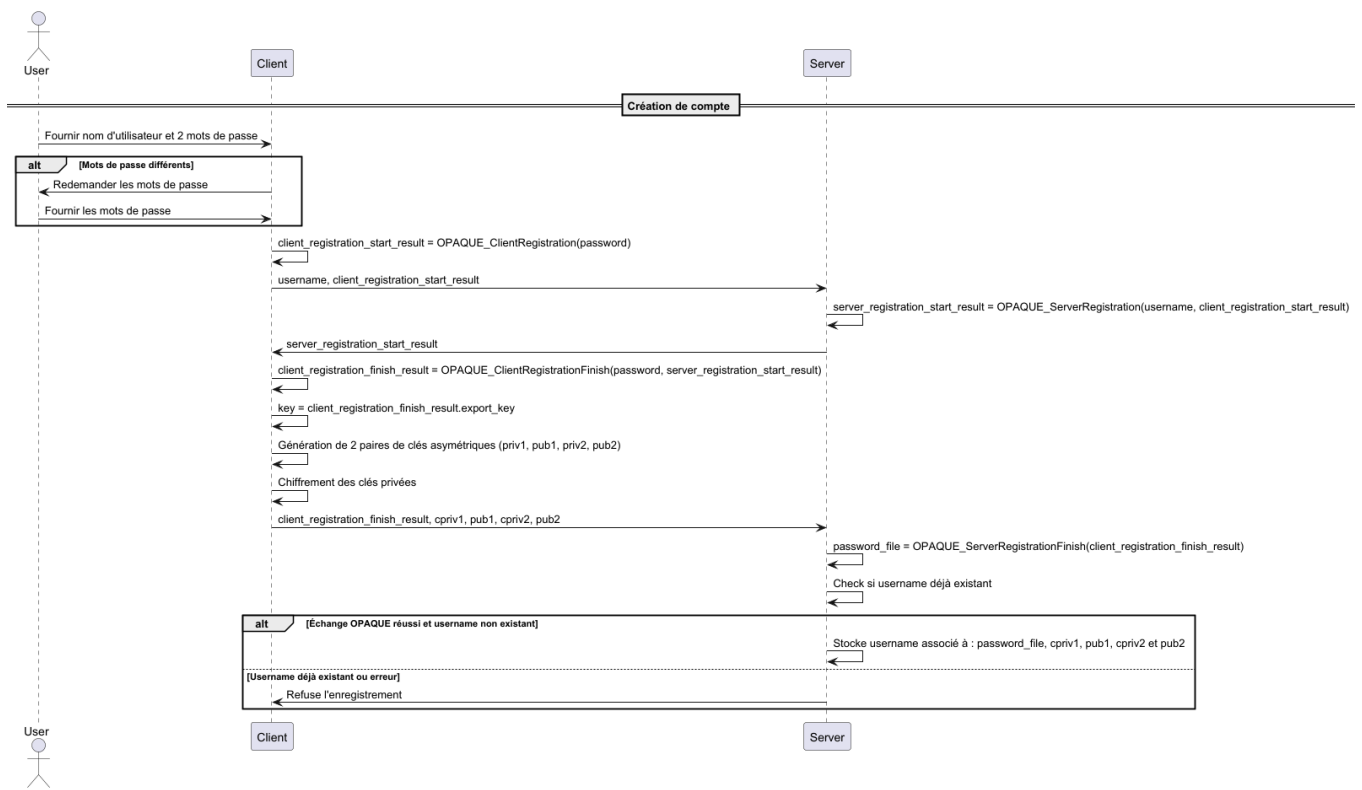 User
Client
Server
Création de compte
Fournir nom d'utilisateur et 2 mots de passe
alt [Mots de passe différents]
Redemander les mots de passe
Fournir les mots de passe
client_registration_start_result = OPAQUE_ClientRegistration(password)
username, client_registration_start_result
server_registration_start_result = OPAQUE_ServerRegistration(username, client_registration_start_result)
server_registration_start_result
client_registration_finish_result = OPAQUE_ClientRegistrationFinish(password, server_registration_start_result)
key = client_registration_finish_result.export_key
Génération de 2 paires de clés asymétriques (priv1, pub1, priv2, pub2)
Chiffrement des clés privées
client_registration_finish_result, cpriv1, pub1, cpriv2, pub2
password_file = OPAQUE_ServerRegistrationFinish(client_registration_finish_result)
Check si username déjà existant
alt [Échange OPAQUE réussi et username non existant]
Stocke username associé à : password_file, cpriv1, pub1, cpriv2 et pub2
[Username déjà existant ou erreur]
Refuse l'enregistrement
User
Client
Server